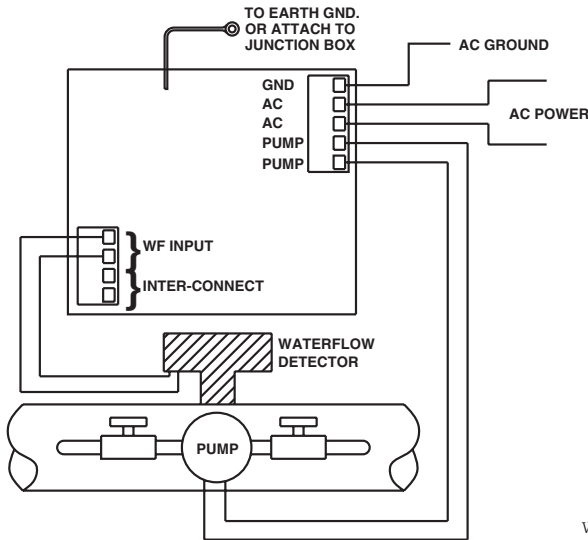 TO EARTH GND.
OR ATTACH TO
JUNCTION BOX
AC GROUND
GND
AC
AC
PUMP
PUMP
AC POWER
WF INPUT
INTER-CONNECT
WATERFLOW
DETECTOR
PUMP
W